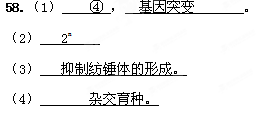 58. (1) ④, 基因突变。
(2) 2ⁿ
(3) 抑制纺锤体的形成。
(4) 杂交育种。